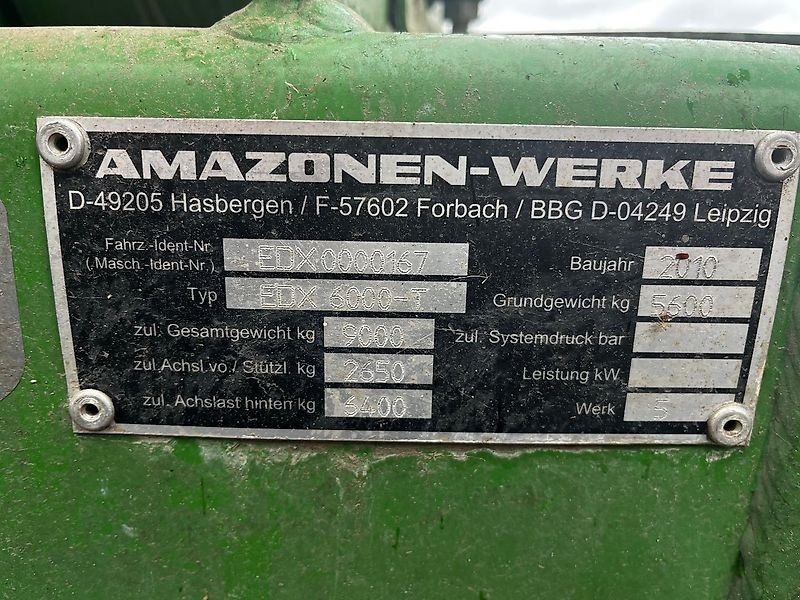 AMAZONEN-WERKE
D-49205 Hasbergen / F-57602 Forbach / BBG D-04249 Leipzig
Fahrz.-Ident-Nr.
(.Masch.-Ident-Nr.) EDX0000167
Baujahr 2010
Typ EDX 6000-T
Grundgewicht kg 5600
zul. Gesamtgewicht kg 9000
zul. Systemdruck bar
zul.Achsl.vo./ Stützl. kg 2650
Leistung kW
zul. Achslast hinten kg 6400
Werk 5